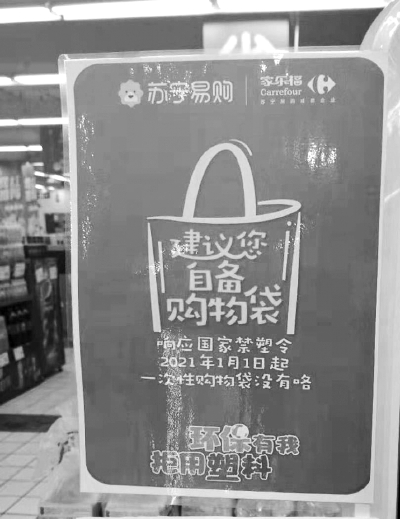 苏宁易购
家乐福
Carrefour
建议您
自备
购物袋
响应国家禁塑令
2021年1月1日起
一次性购物袋没有咯
环保有我
拒用塑料